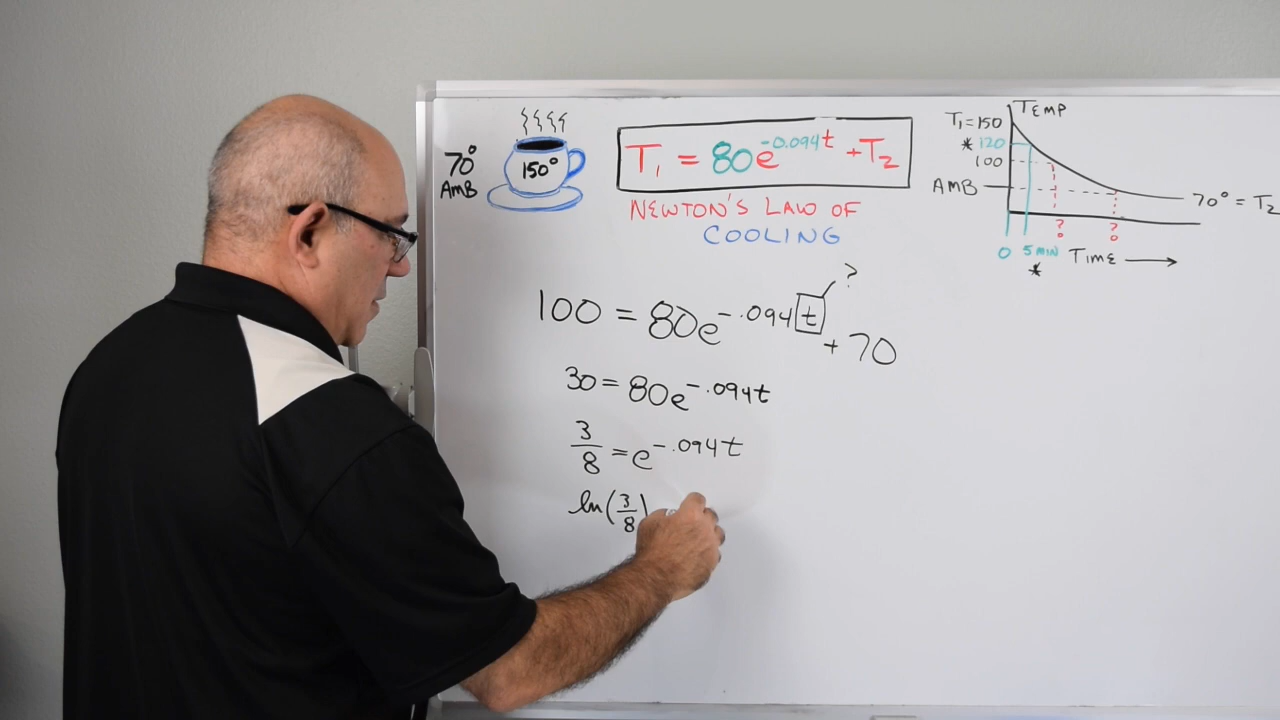 70° AMB
150°
T₁ = 80e^-0.094t + T₂
NEWTON'S LAW OF
COOLING
TEMP
T₁=150
* 120
100
AMB
70° = T₂
? ?
0 5 MIN TIME →
*
?
100 = 80e^-.094t + 70
30 = 80e^-.094t
3/8 = e^-.094t
ln(3/8)